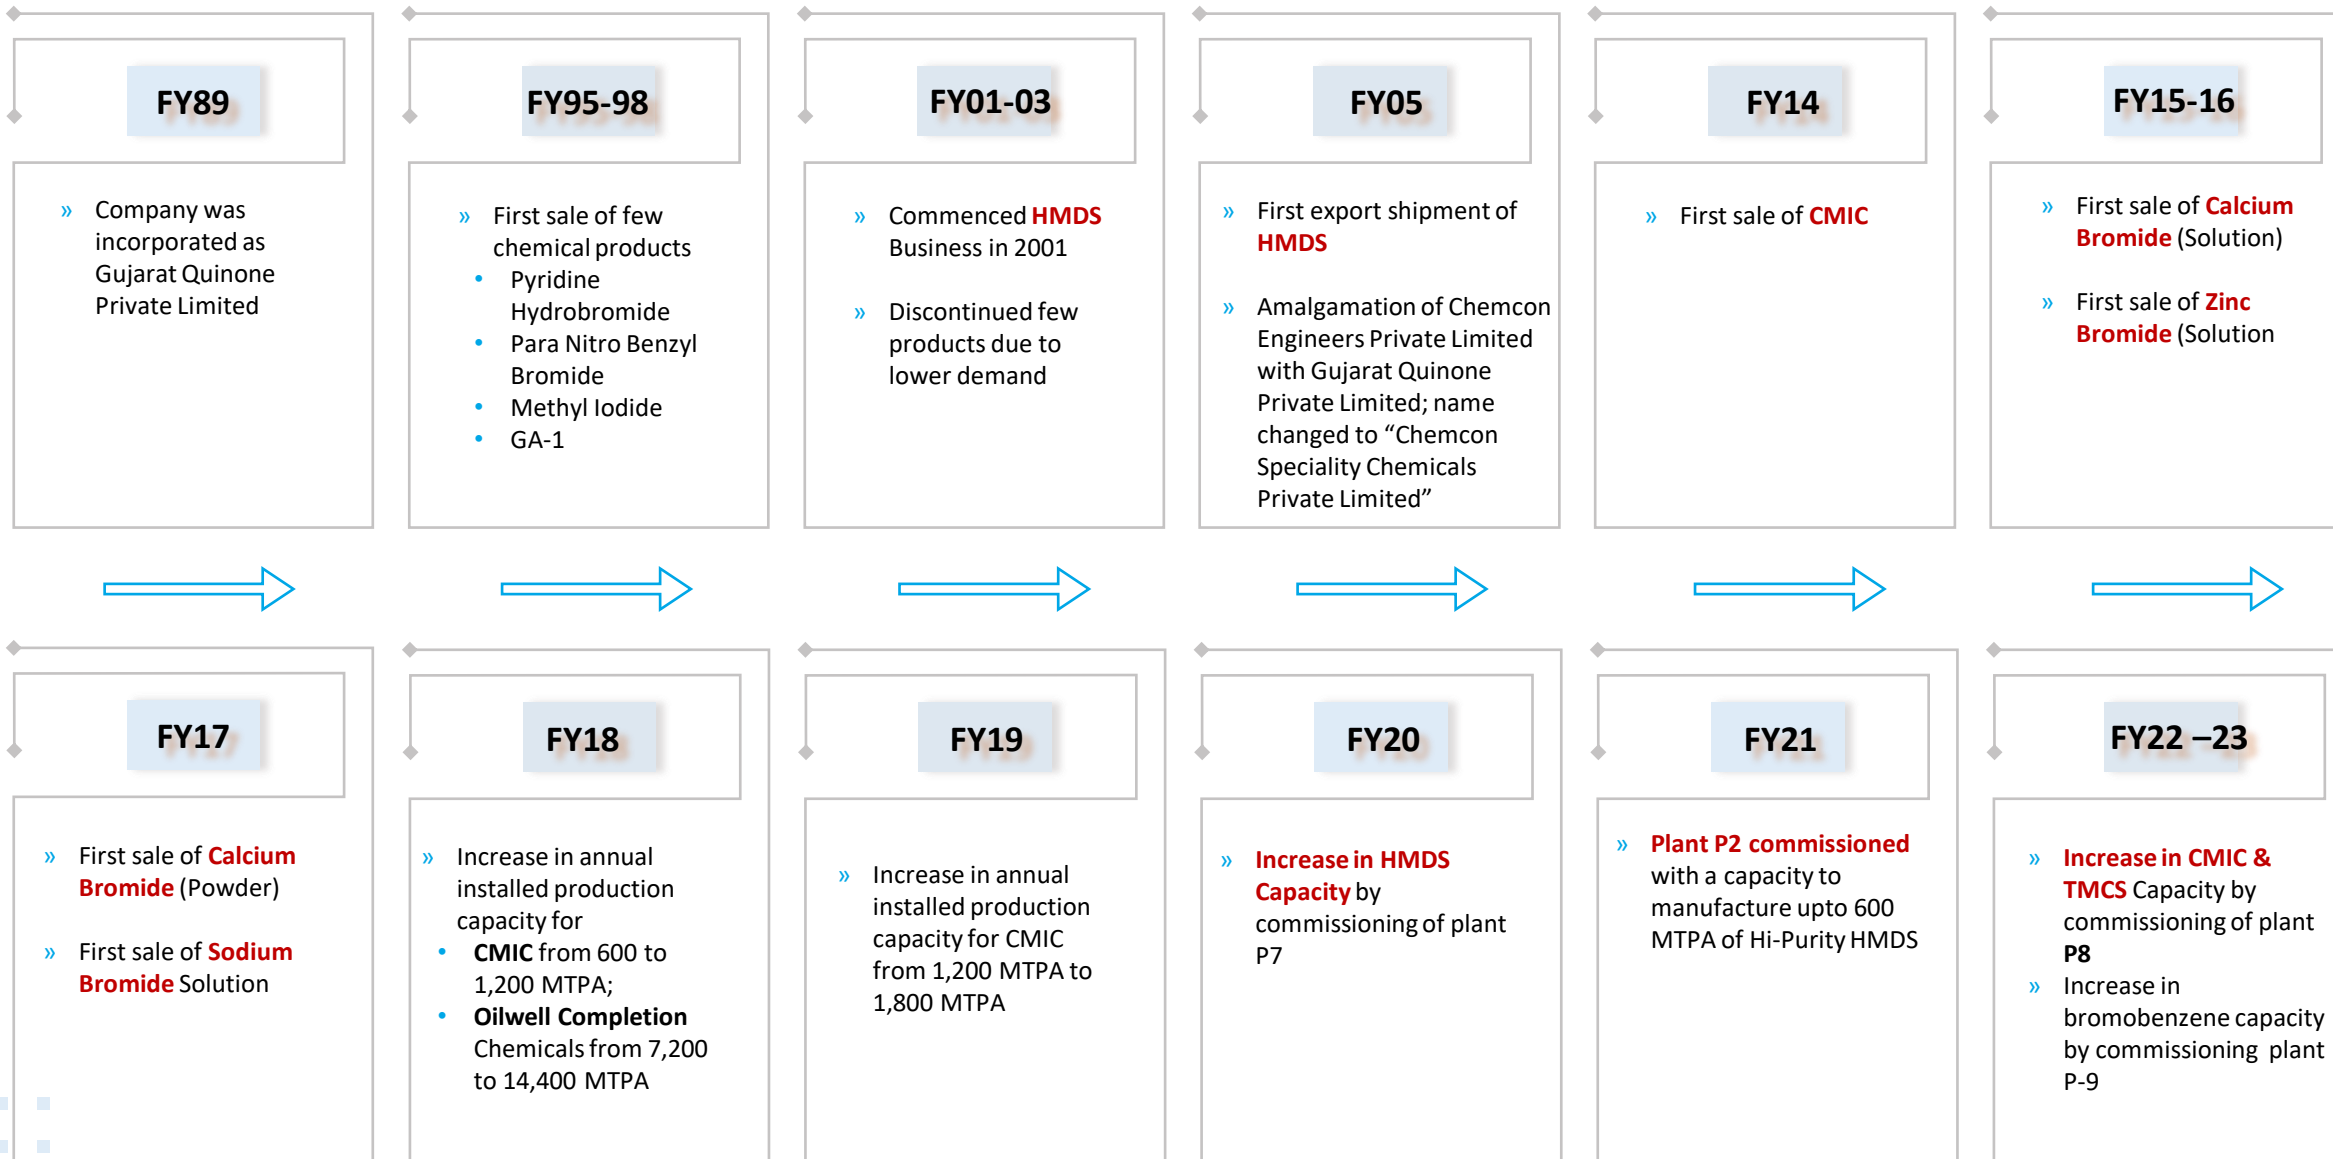 FY89
» Company was
incorporated as
Gujarat Quinone
Private Limited
FY95-98
» First sale of few
chemical products
• Pyridine
Hydrobromide
• Para Nitro Benzyl
Bromide
• Methyl Iodide
• GA-1
FY01-03
» Commenced HMDS
Business in 2001
» Discontinued few
products due to
lower demand
FY05
» First export shipment of
HMDS
» Amalgamation of Chemcon
Engineers Private Limited
with Gujarat Quinone
Private Limited; name
changed to “Chemcon
Speciality Chemicals
Private Limited”
FY14
» First sale of CMIC
FY15-16
» First sale of Calcium
Bromide (Solution)
» First sale of Zinc
Bromide (Solution
FY17
» First sale of Calcium
Bromide (Powder)
» First sale of Sodium
Bromide Solution
FY18
» Increase in annual
installed production
capacity for
• CMIC from 600 to
1,200 MTPA;
• Oilwell Completion
Chemicals from 7,200
to 14,400 MTPA
FY19
» Increase in annual
installed production
capacity for CMIC
from 1,200 MTPA to
1,800 MTPA
FY20
» Increase in HMDS
Capacity by
commissioning of plant
P7
FY21
» Plant P2 commissioned
with a capacity to
manufacture upto 600
MTPA of Hi-Purity HMDS
FY22 –23
» Increase in CMIC &
TMCS Capacity by
commissioning of plant
P8
» Increase in
bromobenzene capacity
by commissioning plant
P-9